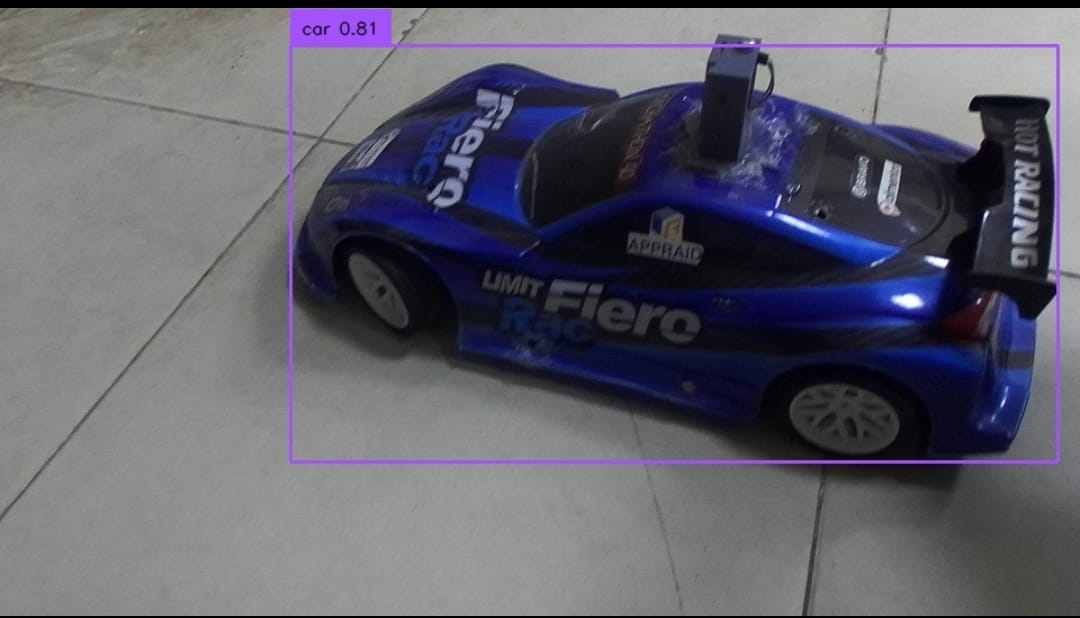 car 0.81
Fiero
Rac
HOT RACING
APPRAID
LIMIT Fiero
Rac